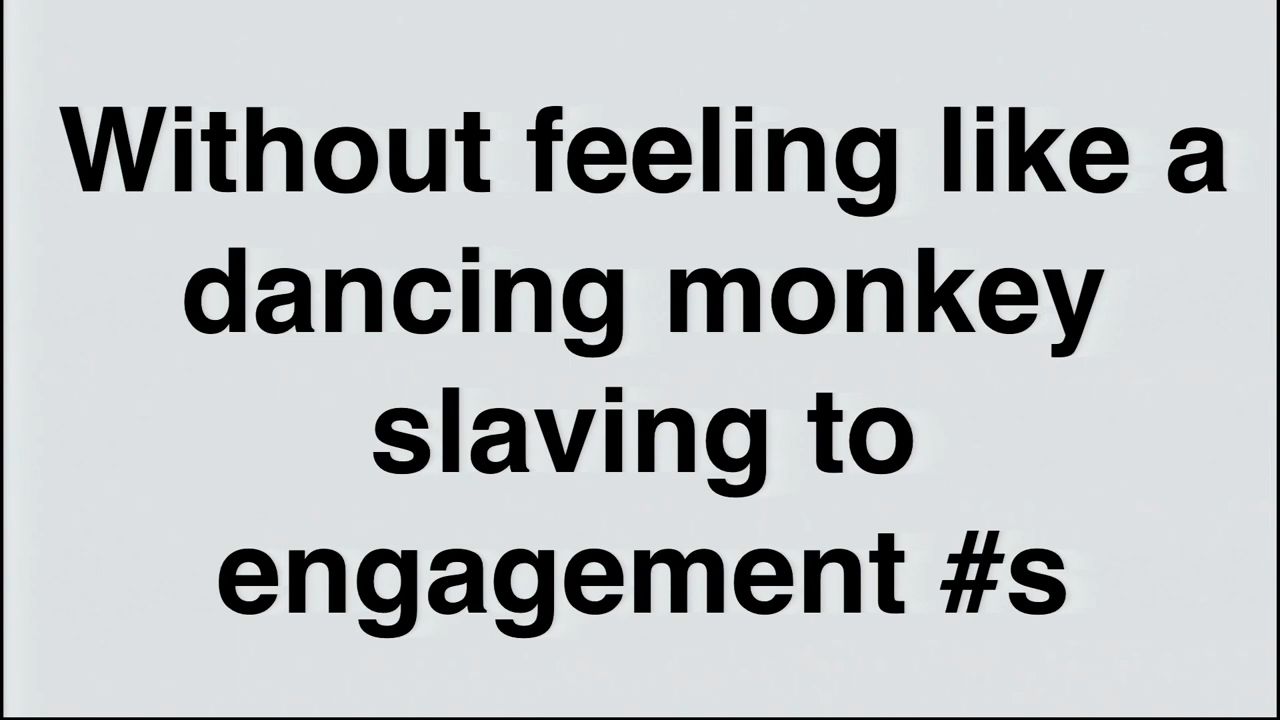 Without feeling like a
dancing monkey
slaving to
engagement #s